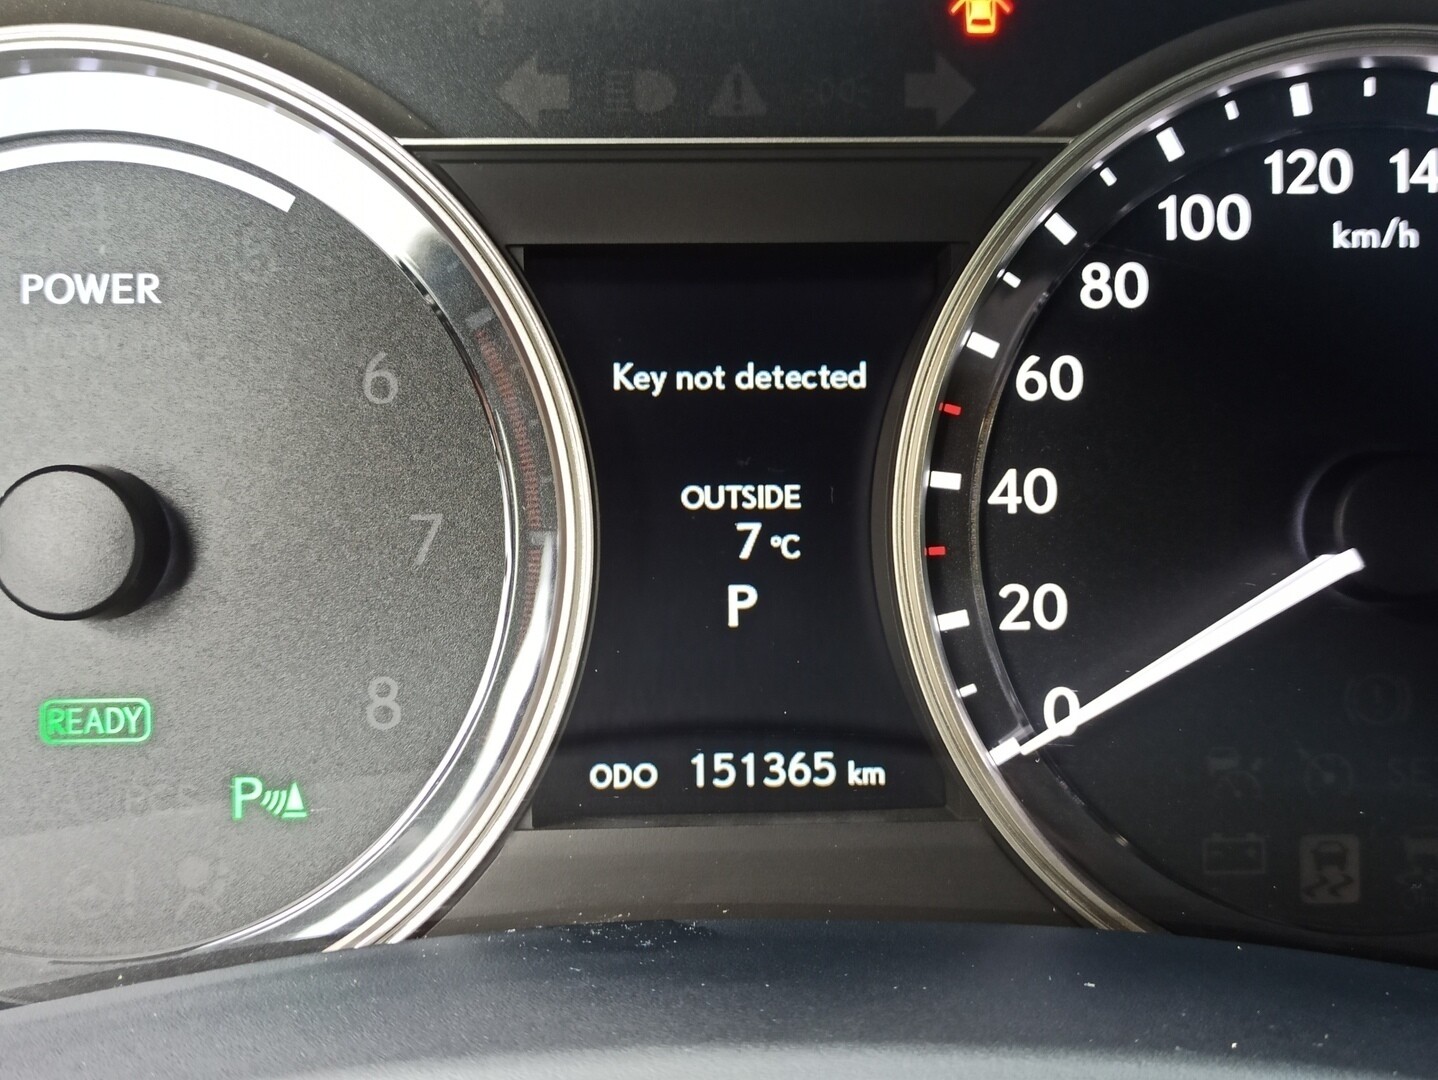 POWER
6
7
8
READY
P
Key not detected
OUTSIDE
7 °C
P
ODO 151365 km
140
120
100
km/h
80
60
40
20
0